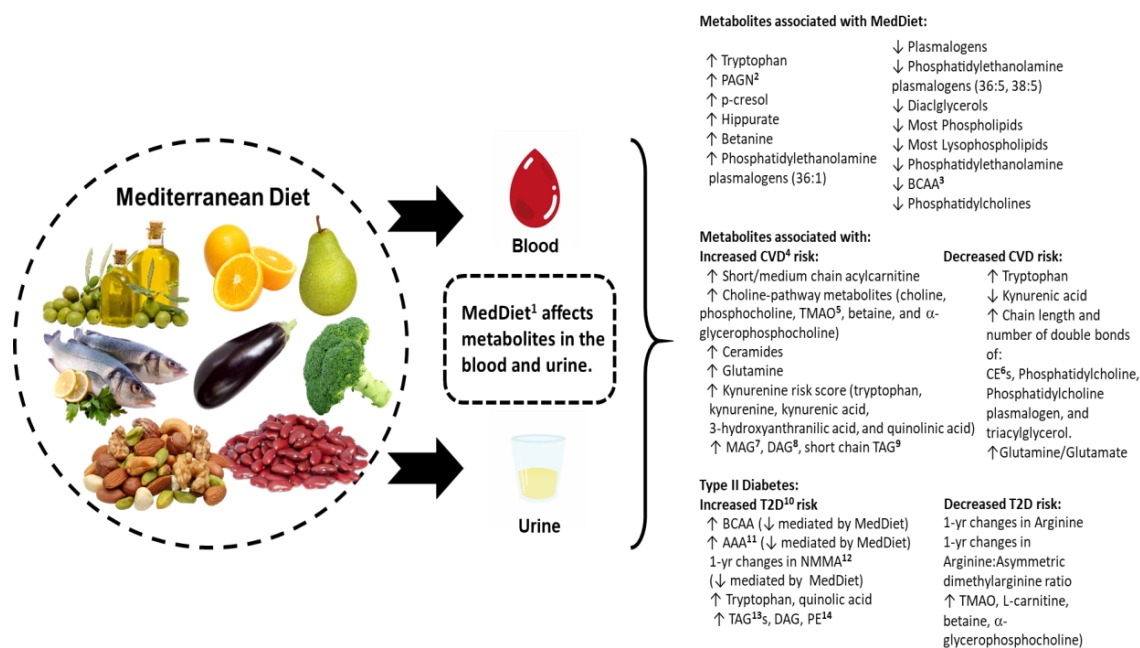 Mediterranean Diet
Blood
MedDiet¹ affects
metabolites in the
blood and urine.
Urine
Metabolites associated with MedDiet:
↑ Tryptophan
↑ PAGN²
↑ p-cresol
↑ Hippurate
↑ Betanine
↑ Phosphatidylethanolamine
plasmalogens (36:1)
↓ Plasmalogens
↓ Phosphatidylethanolamine
plasmalogens (36:5, 38:5)
↓ Diaclglycerols
↓ Most Phospholipids
↓ Most Lysophospholipids
↓ Phosphatidylethanolamine
↓ BCAA³
↓ Phosphatidylcholines
Metabolites associated with:
Increased CVD⁴ risk:
↑ Short/medium chain acylcarnitine
↑ Choline-pathway metabolites (choline,
phosphocholine, TMAO⁵, betaine, and α-
glycerophosphocholine)
↑ Ceramides
↑ Glutamine
↑ Kynurenine risk score (tryptophan,
kynurenine, kynurenic acid,
3-hydroxyanthranilic acid, and quinolinic acid)
↑ MAG⁷, DAG⁸, short chain TAG⁹
Decreased CVD risk:
↑ Tryptophan
↓ Kynurenic acid
↑ Chain length and
number of double bonds
of:
CE⁶s, Phosphatidylcholine,
Phosphatidylcholine
plasmalogen, and
triacylglycerol.
↑Glutamine/Glutamate
Type II Diabetes:
Increased T2D¹⁰ risk
↑ BCAA (↓ mediated by MedDiet)
↑ AAA¹¹ (↓ mediated by MedDiet)
1-yr changes in NMMA¹²
(↓ mediated by MedDiet)
↑ Tryptophan, quinolic acid
↑ TAG¹³s, DAG, PE¹⁴
Decreased T2D risk:
1-yr changes in Arginine
1-yr changes in
Arginine:Asymmetric
dimethylarginine ratio
↑ TMAO, L-carnitine,
betaine, α-
glycerophosphocholine)